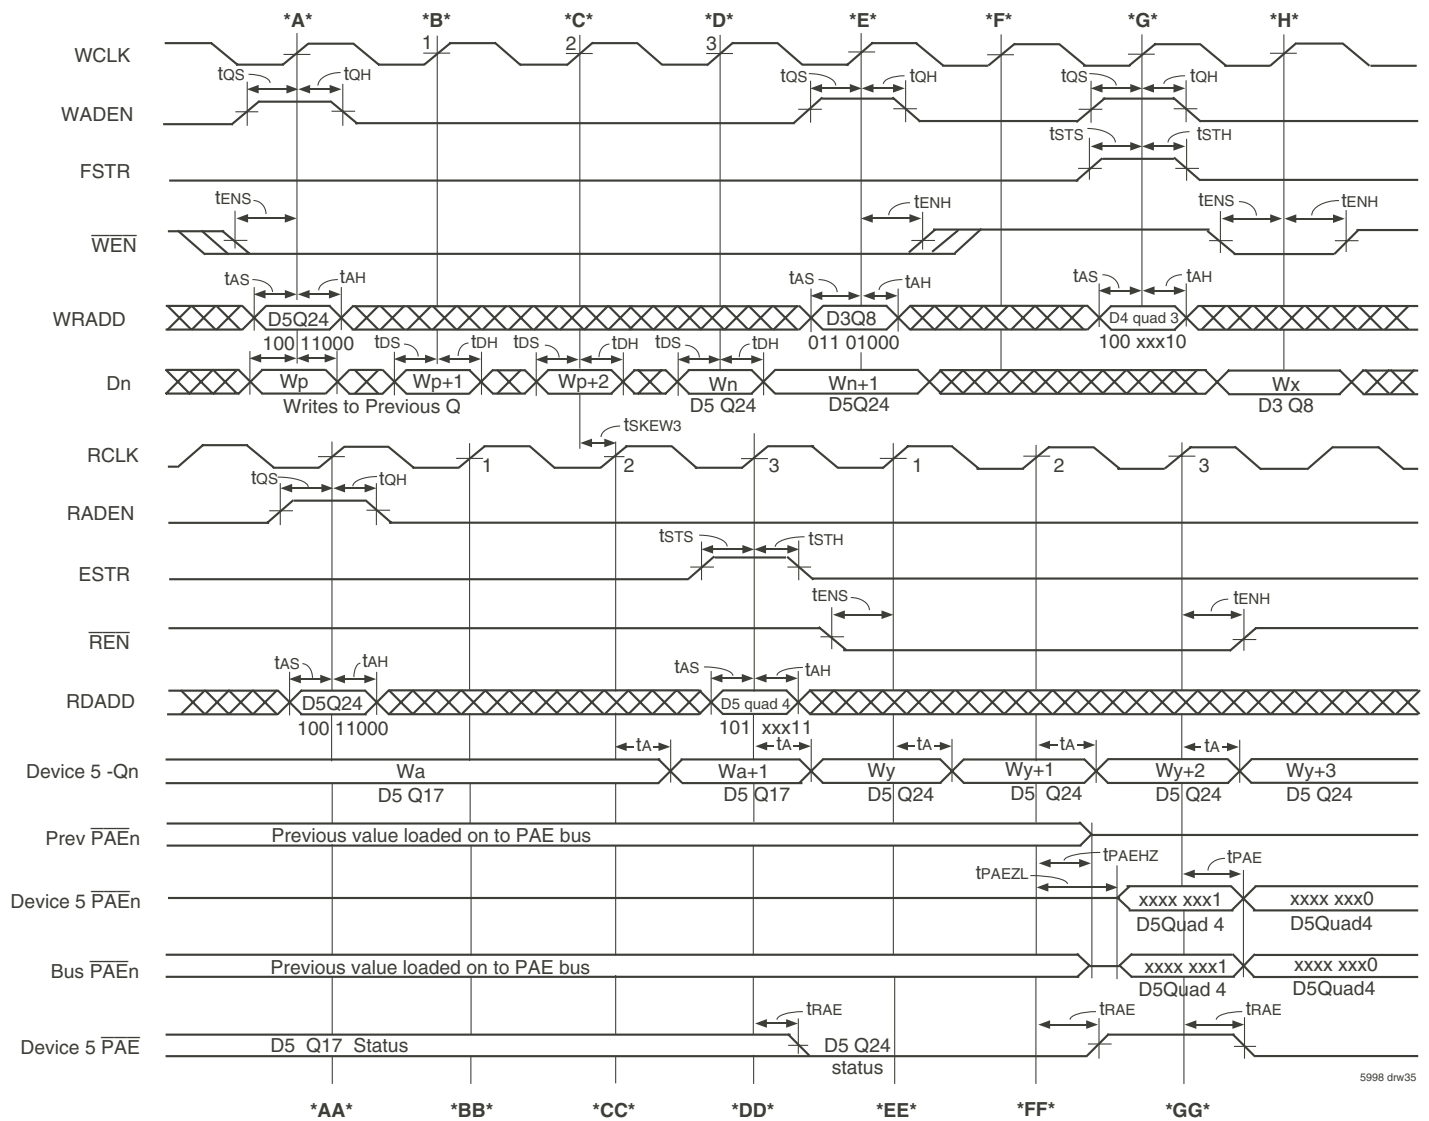 *A* *B* *C* *D* *E* *F* *G* *H*
WCLK 1 2 3
tQS tQH tQS tQH tQS tQH
WADEN
tSTS tSTH
FSTR
tENS tENH tENS tENH
WEN
tAS tAH tAS tAH tAS tAH
WRADD D5Q24 D3Q8 D4 quad 3
100 11000 tDS tDH tDS tDH tDS tDH 011 01000 100 xxx10
Dn Wp Wp+1 Wp+2 Wn Wn+1 Wx
Writes to Previous Q D5 Q24 D5Q24 D3 Q8
tSKEW3
RCLK 1 2 3 1 2 3
tQS tQH
RADEN
tSTS tSTH
ESTR
tENS tENH
REN
tAS tAH tAS tAH
RDADD D5Q24 D5 quad 4
100 11000 101 xxx11
tA tA tA tA tA
Device 5 -Qn Wa Wa+1 Wy Wy+1 Wy+2 Wy+3
D5 Q17 D5 Q17 D5 Q24 D5 Q24 D5 Q24 D5 Q24
Prev PAEn Previous value loaded on to PAE bus
tPAEHZ tPAE
tPAEZL
Device 5 PAEn xxxx xxx1 xxxx xxx0
D5Quad 4 D5Quad4
Bus PAEn Previous value loaded on to PAE bus xxxx xxx1 xxxx xxx0
D5Quad 4 D5Quad4
tRAE tRAE tRAE
Device 5 PAE D5 Q17 Status D5 Q24
status
5998 drw35
*AA* *BB* *CC* *DD* *EE* *FF* *GG*